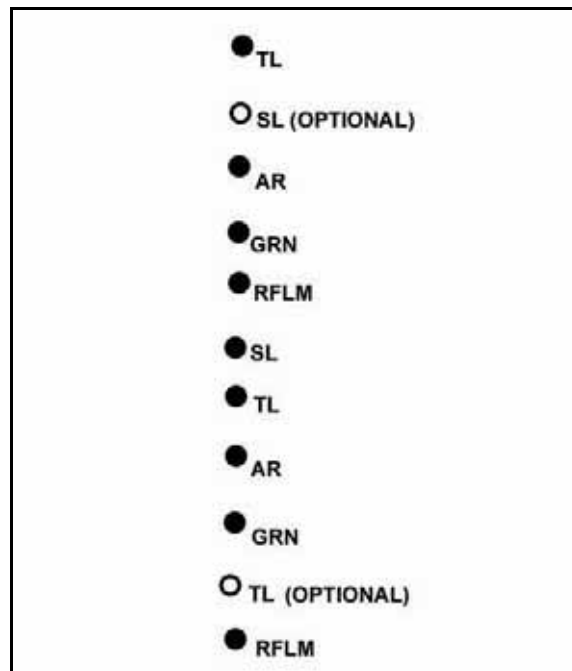 TL
SL (OPTIONAL)
AR
GRN
RFLM
SL
TL
AR
GRN
TL (OPTIONAL)
RFLM